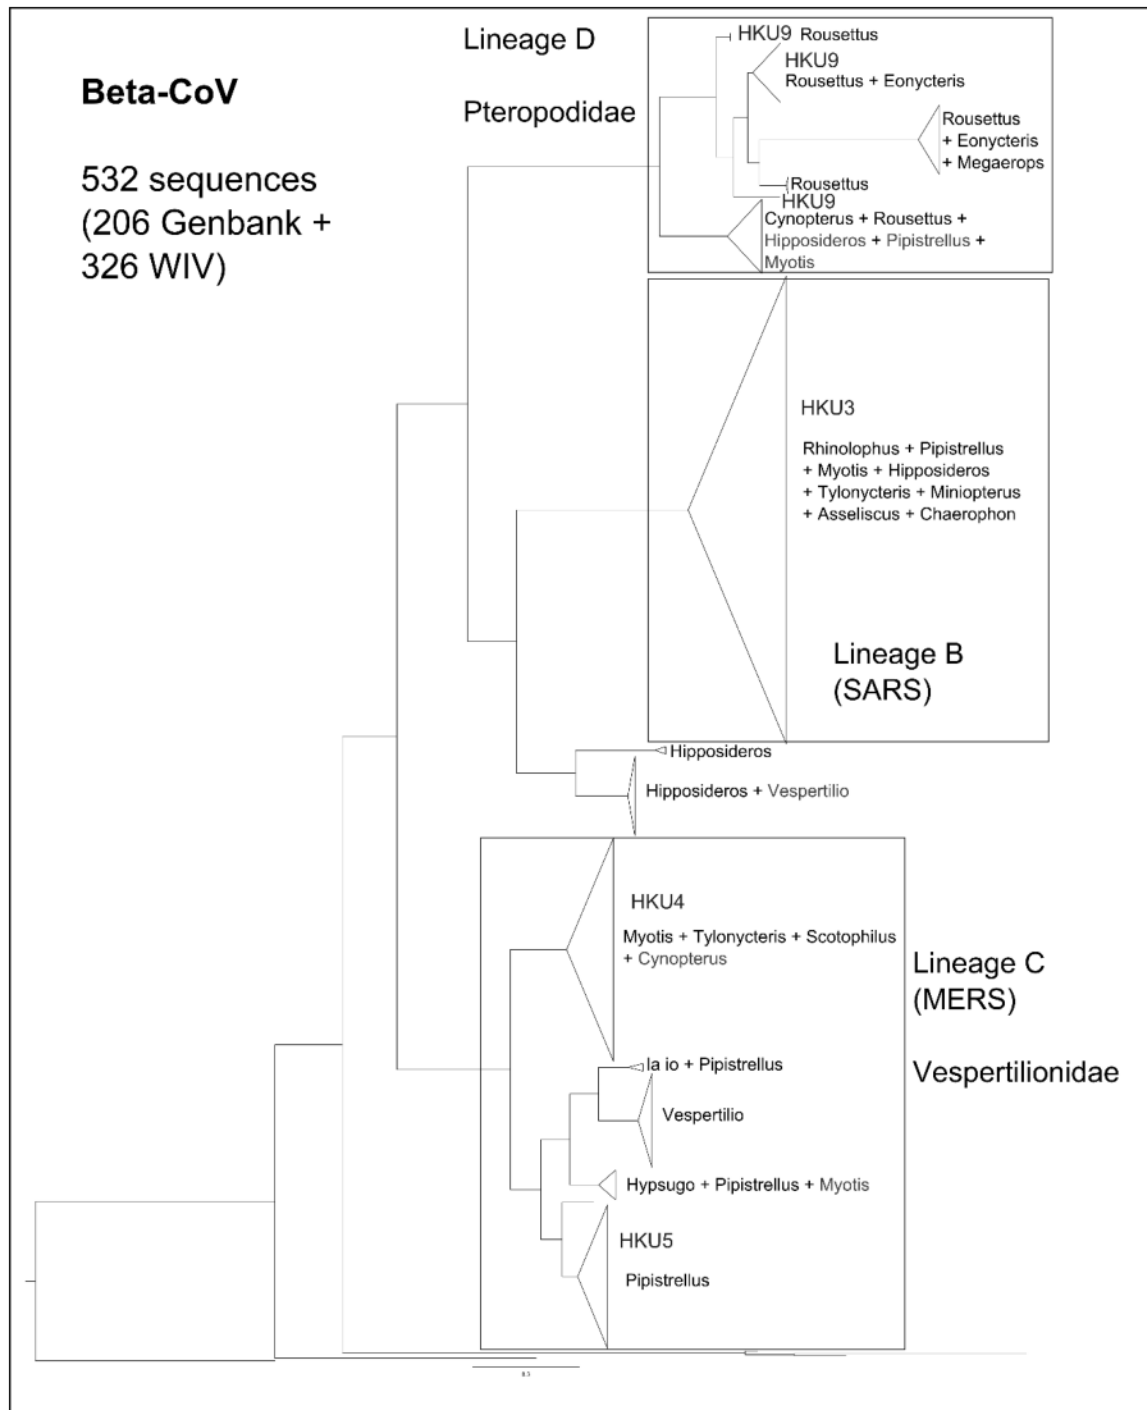 Beta-CoV
532 sequences
(206 Genbank +
326 WIV)
Lineage D
Pteropodidae
HKU9 Rousettus
HKU9
Rousettus + Eonycteris
Rousettus
+ Eonycteris
+ Megaerops
Rousettus
HKU9
Cynopterus + Rousettus +
Hipposideros + Pipistrellus +
Myotis
HKU3
Rhinolophus + Pipistrellus
+ Myotis + Hipposideros
+ Tylonycteris + Miniopterus
+ Asseliscus + Chaerophon
Lineage B
(SARS)
Hipposideros
Hipposideros + Vespertilio
HKU4
Myotis + Tylonycteris + Scotophilus
+ Cynopterus
Lineage C
(MERS)
Vespertilionidae
Ia io + Pipistrellus
Vespertilio
Hypsugo + Pipistrellus + Myotis
HKU5
Pipistrellus